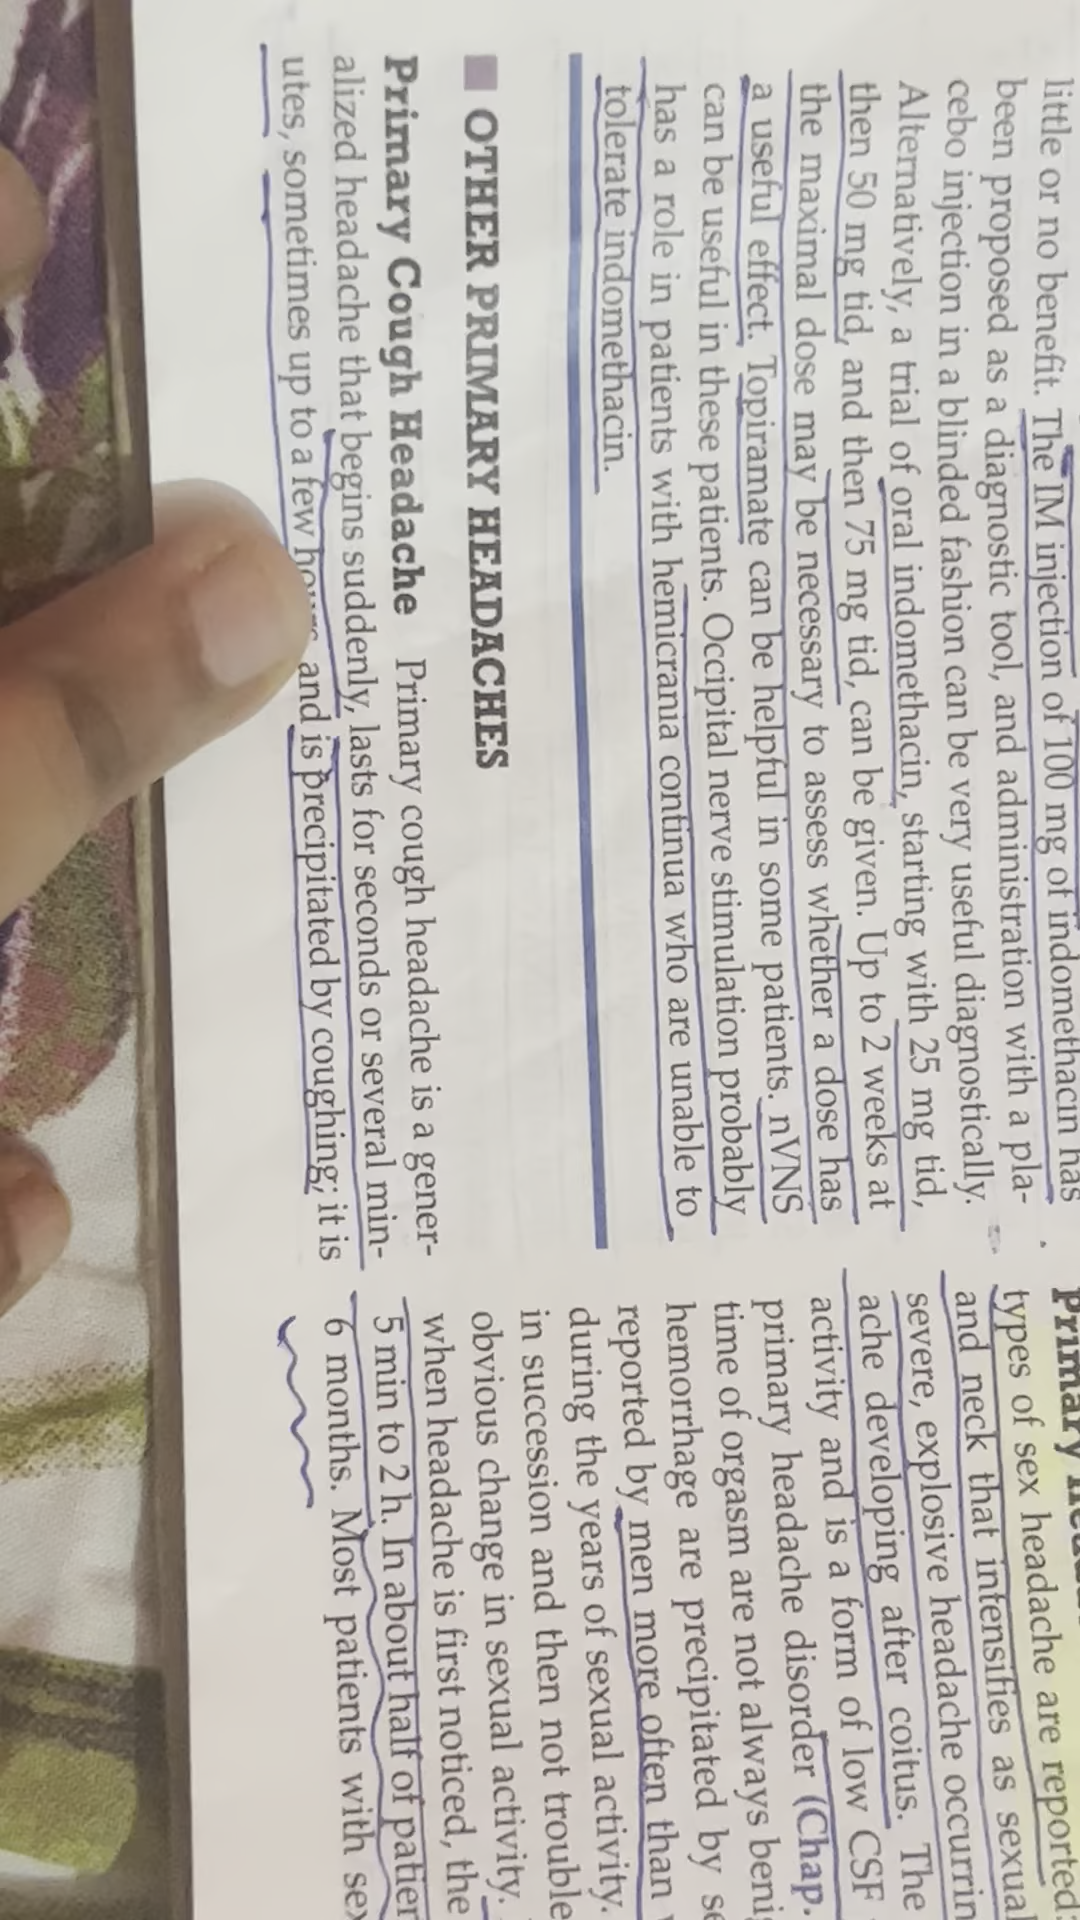 little or no benefit. The IM injection of 100 mg of indomethacin has
been proposed as a diagnostic tool, and administration with a pla-
cebo injection in a blinded fashion can be very useful diagnostically.
Alternatively, a trial of oral indomethacin, starting with 25 mg tid,
then 50 mg tid, and then 75 mg tid, can be given. Up to 2 weeks at
the maximal dose may be necessary to assess whether a dose has
a useful effect. Topiramate can be helpful in some patients. nVNS
can be useful in these patients. Occipital nerve stimulation probably
has a role in patients with hemicrania continua who are unable to
tolerate indomethacin.
OTHER PRIMARY HEADACHES
Primary Cough Headache Primary cough headache is a gener-
alized headache that begins suddenly, lasts for seconds or several min-
utes, sometimes up to a few hours and is precipitated by coughing; it is
Primary
types of sex headache are reported:
and neck that intensifies as sexual
severe, explosive headache
ache developing after coitus. The
activity and is a form of low CSF
primary headache disorder (Chap.
time of orgasm are not always
hemorrhage are precipitated by
reported by men more often than
during the years of sexual activity.
in succession and then not
obvious change in sexual activity.
when headache is first noticed, the
5 min to 2 h. In about half of
6 months. Most patients with